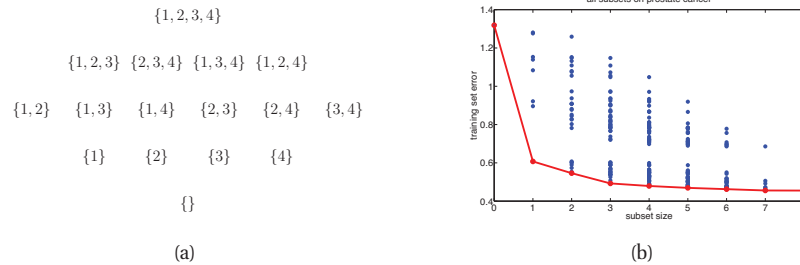 {1, 2, 3, 4}
{1, 2, 3} {2, 3, 4} {1, 3, 4} {1, 2, 4}
{1, 2} {1, 3} {1, 4} {2, 3} {2, 4} {3, 4}
{1} {2} {3} {4}
{}
(a)
all subsets on prostate cancer
1.4
1.2
1
0.8
0.6
0.4
training set error
0 1 2 3 4 5 6 7
subset size
(b)